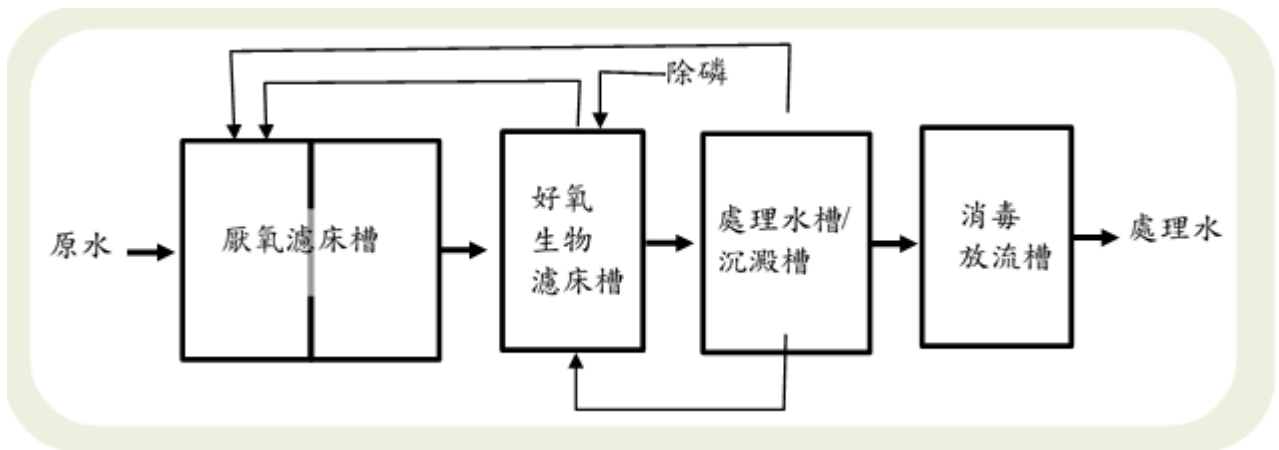 除磷
原水
厭氧濾床槽
好氧
生物
濾床槽
處理水槽/
沉澱槽
消毒
放流槽
處理水